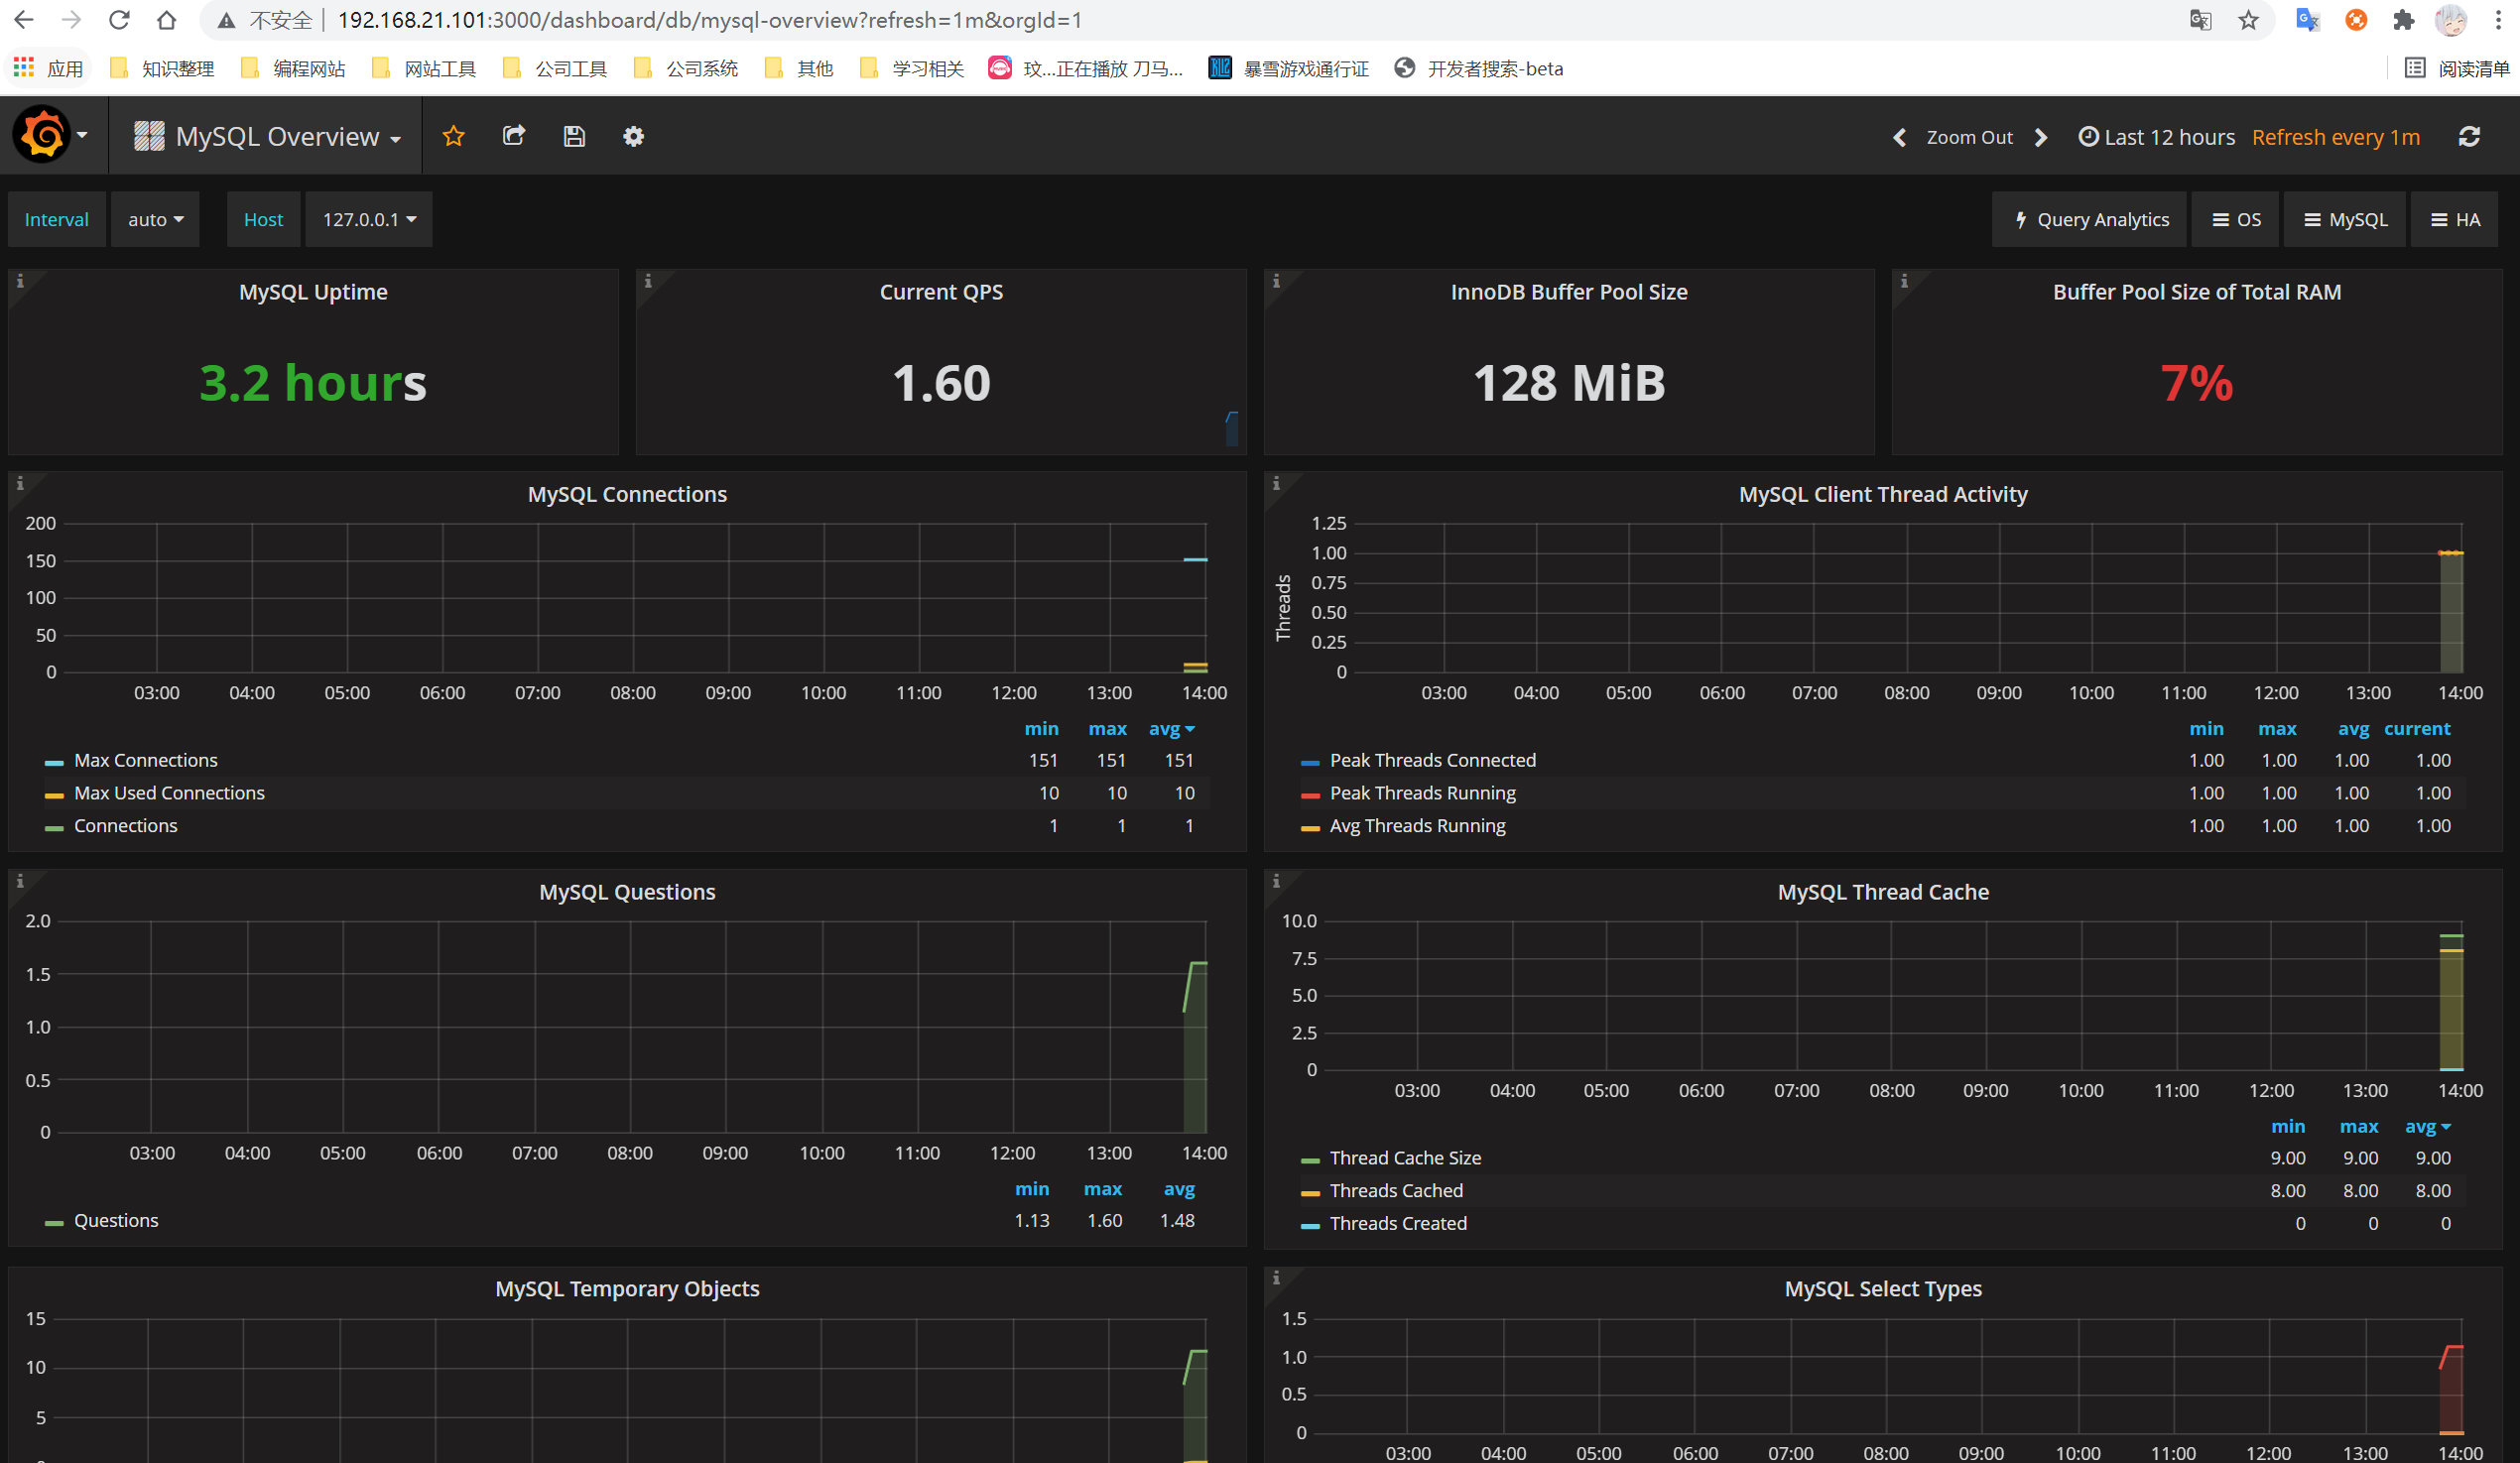 不安全 192.168.21.101:3000/dashboard/db/mysql-overview?refresh=1m&orgId=1
应用 知识整理 编程网站 网站工具 公司工具 公司系统 其他 学习相关 玟...正在播放 刀马... 暴雪游戏通行证 开发者搜索-beta 阅读清单
MySQL Overview Zoom Out Last 12 hours Refresh every 1m
Interval auto Host 127.0.0.1 Query Analytics OS MySQL HA
MySQL Uptime
3.2 hours
Current QPS
1.60
InnoDB Buffer Pool Size
128 MiB
Buffer Pool Size of Total RAM
7%
MySQL Connections
200
150
100
50
0
03:00 04:00 05:00 06:00 07:00 08:00 09:00 10:00 11:00 12:00 13:00 14:00
min max avg
Max Connections 151 151 151
Max Used Connections 10 10 10
Connections 1 1 1
MySQL Client Thread Activity
Threads
1.25
1.00
0.75
0.50
0.25
0
03:00 04:00 05:00 06:00 07:00 08:00 09:00 10:00 11:00 12:00 13:00 14:00
min max avg current
Peak Threads Connected 1.00 1.00 1.00 1.00
Peak Threads Running 1.00 1.00 1.00 1.00
Avg Threads Running 1.00 1.00 1.00 1.00
MySQL Questions
2.0
1.5
1.0
0.5
0
03:00 04:00 05:00 06:00 07:00 08:00 09:00 10:00 11:00 12:00 13:00 14:00
min max avg
Questions 1.13 1.60 1.48
MySQL Thread Cache
10.0
7.5
5.0
2.5
0
03:00 04:00 05:00 06:00 07:00 08:00 09:00 10:00 11:00 12:00 13:00 14:00
min max avg
Thread Cache Size 9.00 9.00 9.00
Threads Cached 8.00 8.00 8.00
Threads Created 0 0 0
MySQL Temporary Objects
15
10
5
MySQL Select Types
1.5
1.0
0.5
0
03:00 04:00 05:00 06:00 07:00 08:00 09:00 10:00 11:00 12:00 13:00 14:00